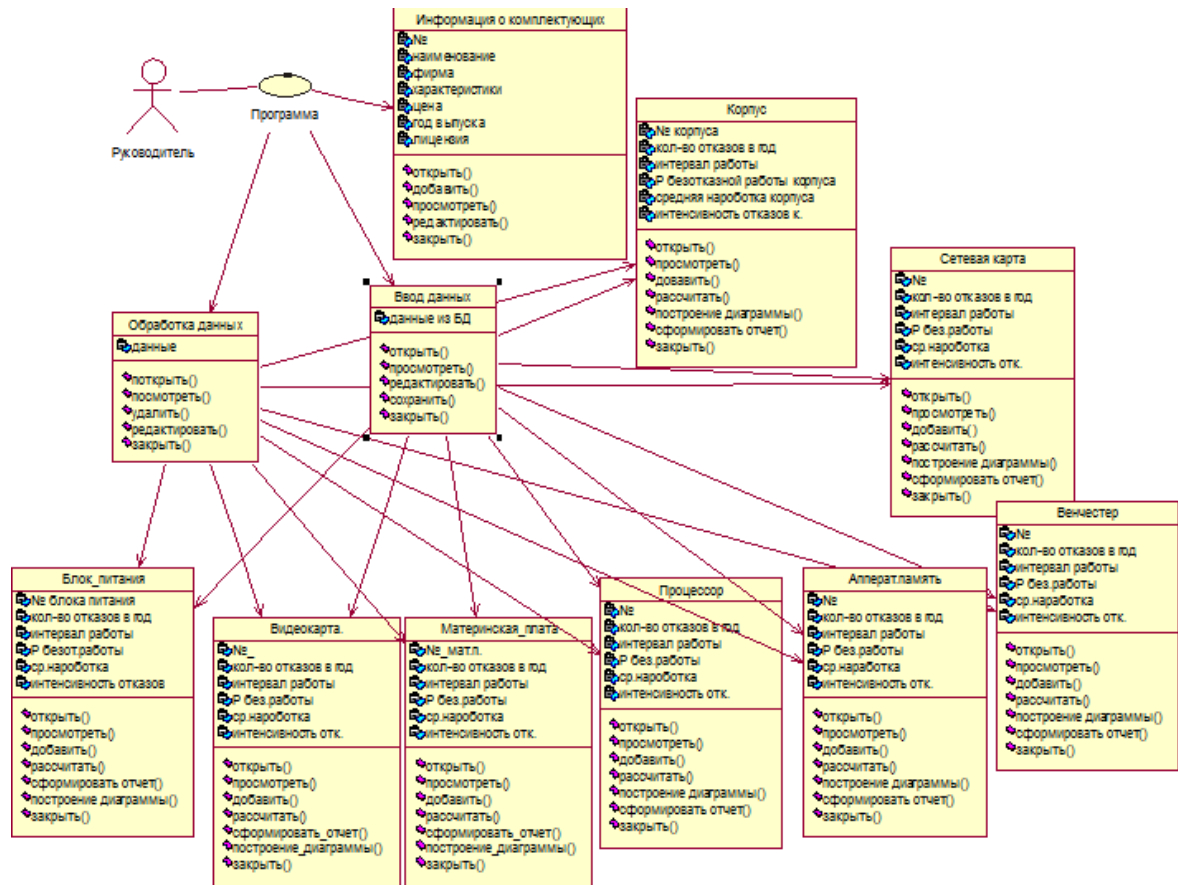 Информация о комплектующих
№
наименование
фирма
характеристики
цена
год выпуска
лицензия
открыть()
добавить()
просмотреть()
редактировать()
закрыть()
Руководитель
Программа
Корпус
№ корпуса
кол-во отказов в год
интервал работы
Р безотказной работы корпуса
средняя наработка корпуса
интенсивность отказов к.
открыть()
просмотреть()
довавить()
рассчитать()
построение диаграммы()
сформировать отчет()
закрыть()
Сетевая карта
№
кол-во отказов в год
интервал работы
Р без.работы
ср.наработка
интенсивность отк.
открыть()
просмотреть()
добавить()
рассчитать()
построение диаграммы()
сформировать отчет()
закрыть()
Ввод данных
данные из БД
открыть()
просмотреть()
редактировать()
сохранить()
закрыть()
Обработка данных
данные
поткрыть()
посмотреть()
удалить()
редактировать()
закрыть()
Венчестер
№
кол-во отказов в год
интервал работы
Р без.работы
ср.наработка
интенсивность отк.
открыть()
просмотреть()
добавить()
рассчитать()
построение диаграммы()
сформировать отчет()
закрыть()
Блок_питания
№ блока питания
кол-во отказов в год
интервал работы
Р безот.работы
ср.наработка
интенсивность отказов
открыть()
просмотреть()
добавить()
рассчитать()
сформировать отчет()
построение диаграммы()
закрыть()
Видеокарта.
№_
кол-во отказов в год
интервал работы
Р без.работы
ср.наработка
интенсивность отк.
открыть()
просмотреть()
добавить()
рассчитать()
сформировать_отчет()
построение_диаграммы()
закрыть()
Материнская_плата
№_мат.п.
кол-во отказов в год
интервал работы
Р без.работы
ср.наработка
интенсивность отк.
открыть()
просмотреть()
добавить()
рассчитать()
сформировать_отчет()
построение_диаграммы()
закрыть()
Процессор
№
кол-во отказов в год
интервал работы
Р без.работы
ср.наработка
интенсивность отк.
открыть()
просмотреть()
добавить()
рассчитать()
построение диаграммы()
сформировать отчет()
закрыть()
Апперат.память
№
кол-во отказов в год
интервал работы
Р без.работы
ср.наработка
интенсивность отк.
открыть()
просмотреть()
добавить()
рассчитать()
построение диаграммы()
сформировать отчет()
закрыть()